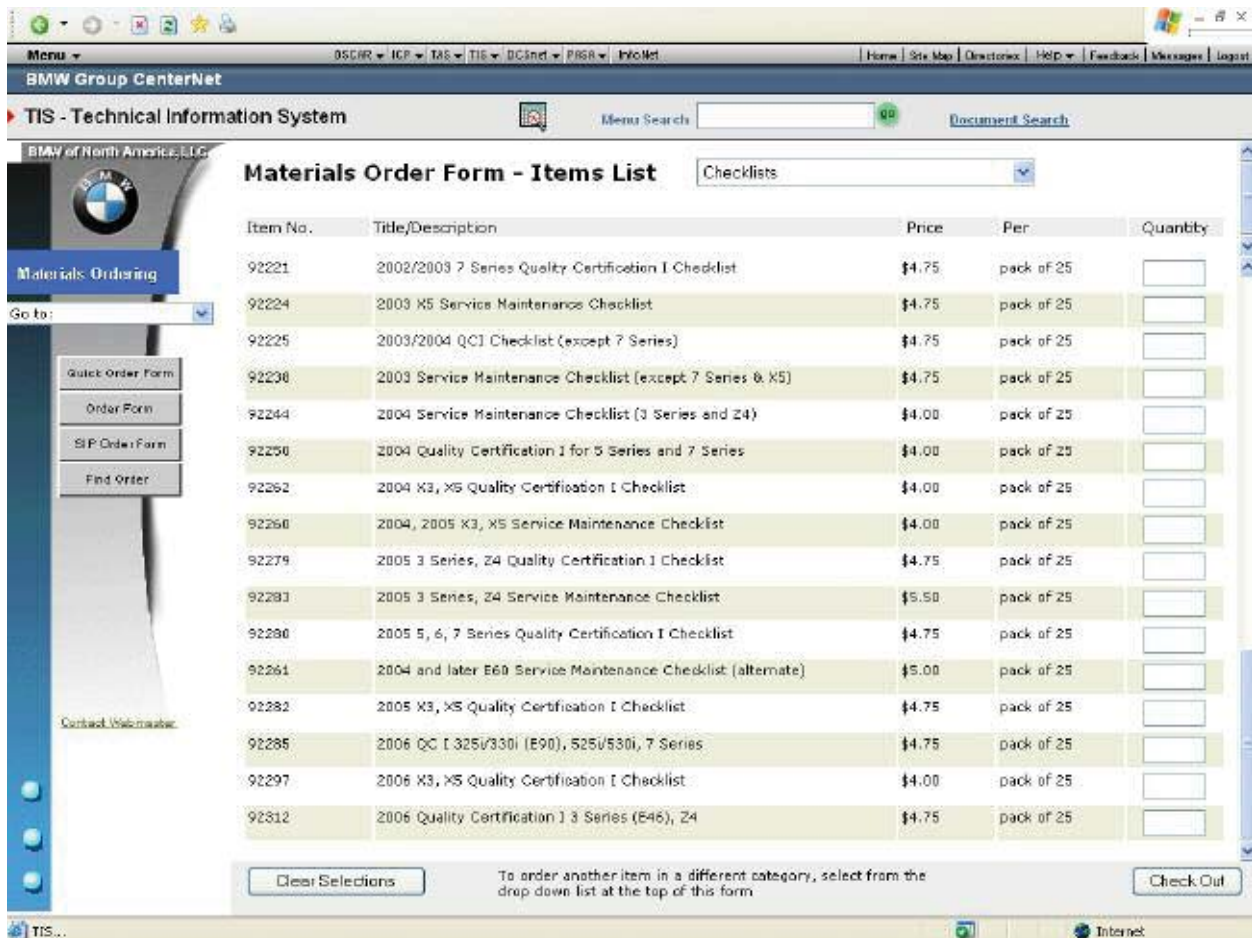 Menu
OSCAR ICP TAS TIS DCSnet PASA InfoNet
| Home | Site Map | Directories | Help | Feedback | Messages | Logout
BMW Group CenterNet
TIS - Technical Information System
Menu Search
go
Document Search
BMW of North America, LLC
BMW
Materials Order Form - Items List
Checklists
Materials Ordering
Go to:
Quick Order Form
Order Form
SIP Order Form
Find Order
Contact Webmaster
Item No. Title/Description Price Per Quantity
92221 2002/2003 7 Series Quality Certification I Checklist $4.75 pack of 25
92224 2003 X5 Service Maintenance Checklist $4.75 pack of 25
92225 2003/2004 QCI Checklist (except 7 Series) $4.75 pack of 25
92238 2003 Service Maintenance Checklist (except 7 Series & X5) $4.75 pack of 25
92244 2004 Service Maintenance Checklist (3 Series and Z4) $4.00 pack of 25
92250 2004 Quality Certification I for 5 Series and 7 Series $4.00 pack of 25
92262 2004 X3, X5 Quality Certification I Checklist $4.00 pack of 25
92260 2004, 2005 X3, X5 Service Maintenance Checklist $4.00 pack of 25
92279 2005 3 Series, Z4 Quality Certification I Checklist $4.75 pack of 25
92283 2005 3 Series, Z4 Service Maintenance Checklist $5.50 pack of 25
92280 2005 5, 6, 7 Series Quality Certification I Checklist $4.75 pack of 25
92261 2004 and later E60 Service Maintenance Checklist (alternate) $5.00 pack of 25
92282 2005 X3, X5 Quality Certification I Checklist $4.75 pack of 25
92285 2006 QC I 325i/330i (E90), 525i/530i, 7 Series $4.75 pack of 25
92297 2006 X3, X5 Quality Certification I Checklist $4.00 pack of 25
92312 2006 Quality Certification I 3 Series (E46), Z4 $4.75 pack of 25
Clear Selections
To order another item in a different category, select from the
drop down list at the top of this form
Check Out
TIS...
Internet